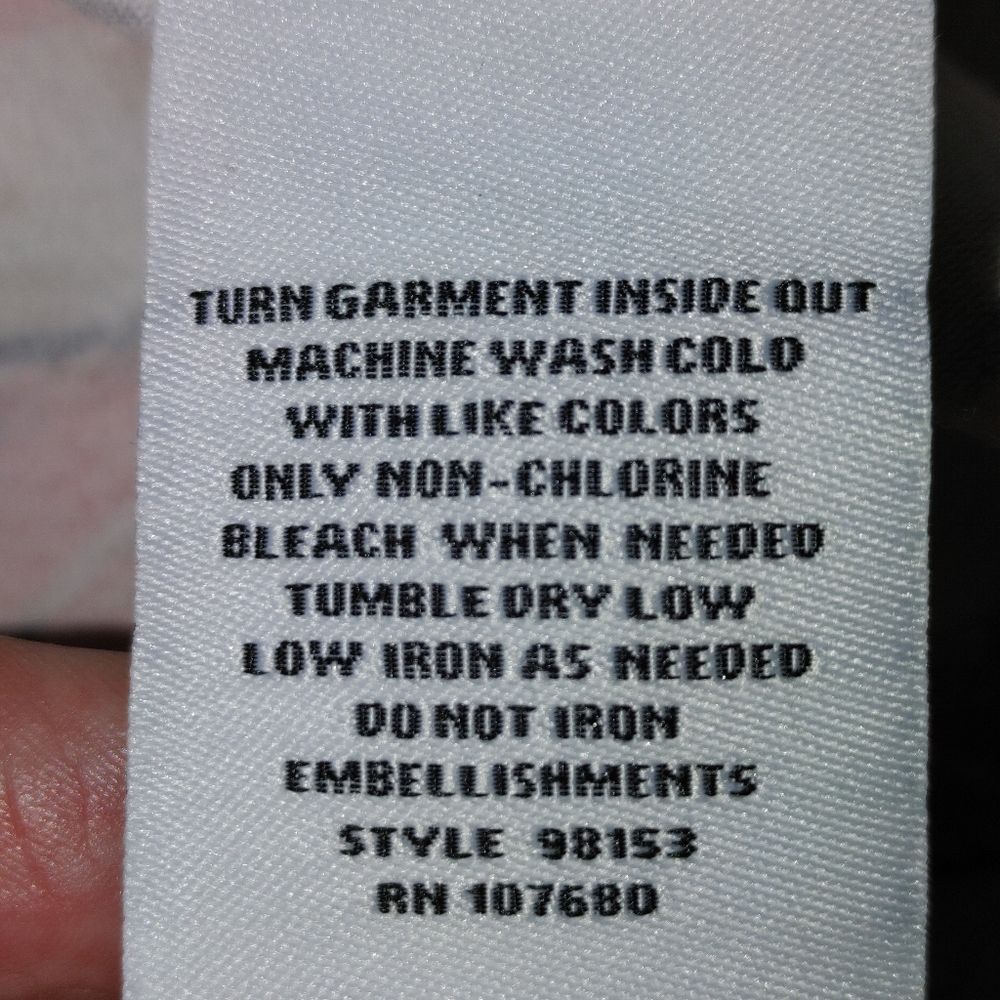 TURN GARMENT INSIDE OUT
MACHINE WASH COLD
WITH LIKE COLORS
ONLY NON-CHLORINE
BLEACH WHEN NEEDED
TUMBLE DRY LOW
LOW IRON AS NEEDED
DO NOT IRON
EMBELLISHMENTS
STYLE 98153
RN 107680